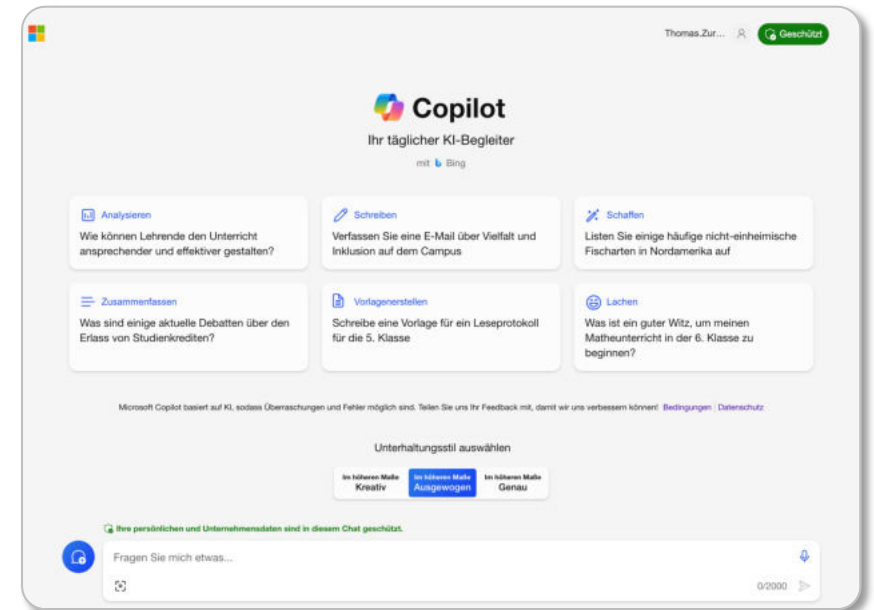 Thomas.Zur...
Geschützt
Copilot
Ihr täglicher KI-Begleiter
mit Bing
Analysieren
Wie können Lehrende den Unterricht
ansprechender und effektiver gestalten?
Schreiben
Verfassen Sie eine E-Mail über Vielfalt und
Inklusion auf dem Campus
Schaffen
Listen Sie einige häufige nicht-einheimische
Fischarten in Nordamerika auf
Zusammenfassen
Was sind einige aktuelle Debatten über den
Erlass von Studienkrediten?
Vorlagenerstellen
Schreibe eine Vorlage für ein Leseprotokoll
für die 5. Klasse
Lachen
Was ist ein guter Witz, um meinen
Matheunterricht in der 6. Klasse zu
beginnen?
Microsoft Copilot basiert auf KI, sodass Überraschungen und Fehler möglich sind. Teilen Sie uns Ihr Feedback mit, damit wir uns verbessern können! Bedingungen | Datenschutz
Unterhaltungsstil auswählen
Im höheren Maße
Kreativ
Im höheren Maße
Ausgewogen
Im höheren Maße
Genau
Ihre persönlichen und Unternehmensdaten sind in diesem Chat geschützt.
Fragen Sie mich etwas...
0/2000